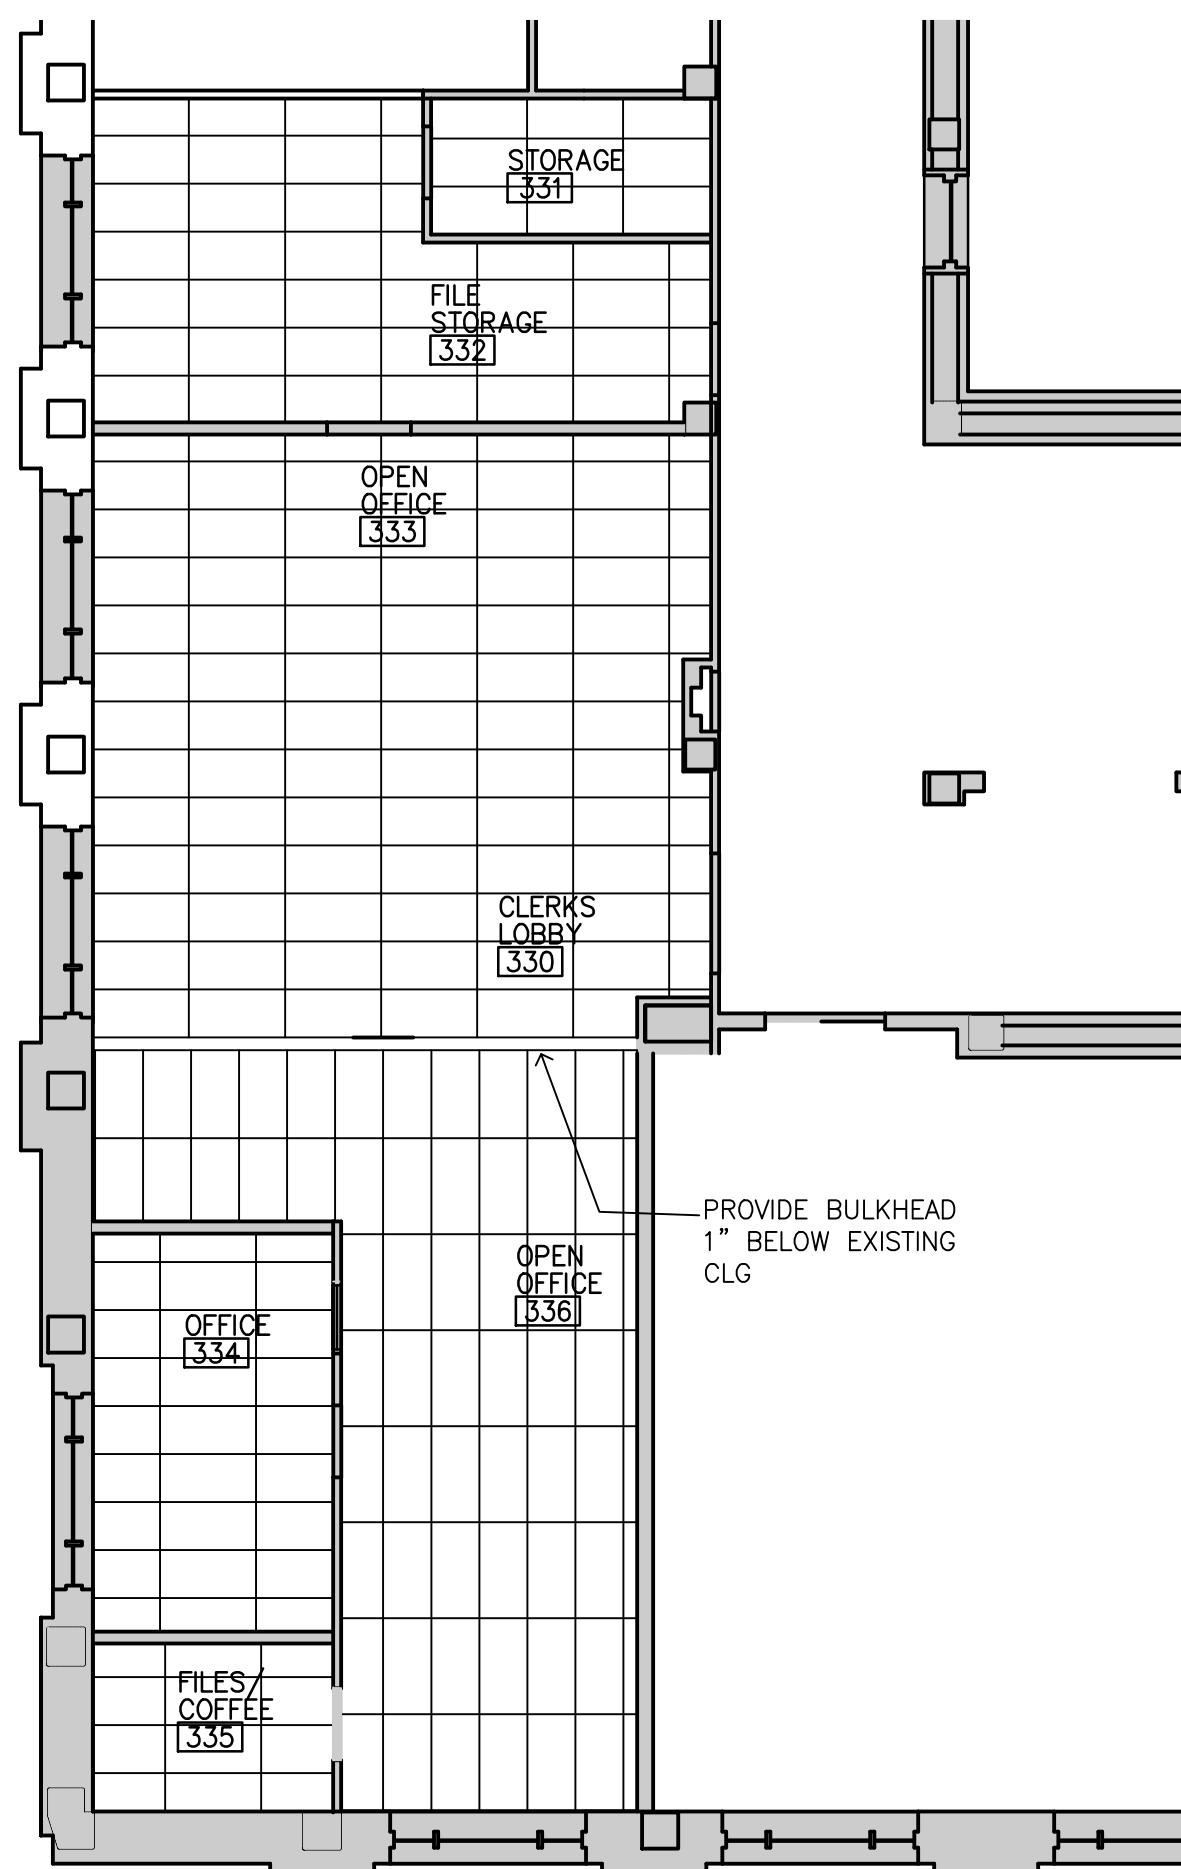 STORAGE
331
FILE
STORAGE
332
OPEN
OFFICE
333
CLERKS
LOBBY
330
PROVIDE BULKHEAD
1” BELOW EXISTING
CLG
OPEN
OFFICE
336
OFFICE
334
FILES/
COFFEE
335